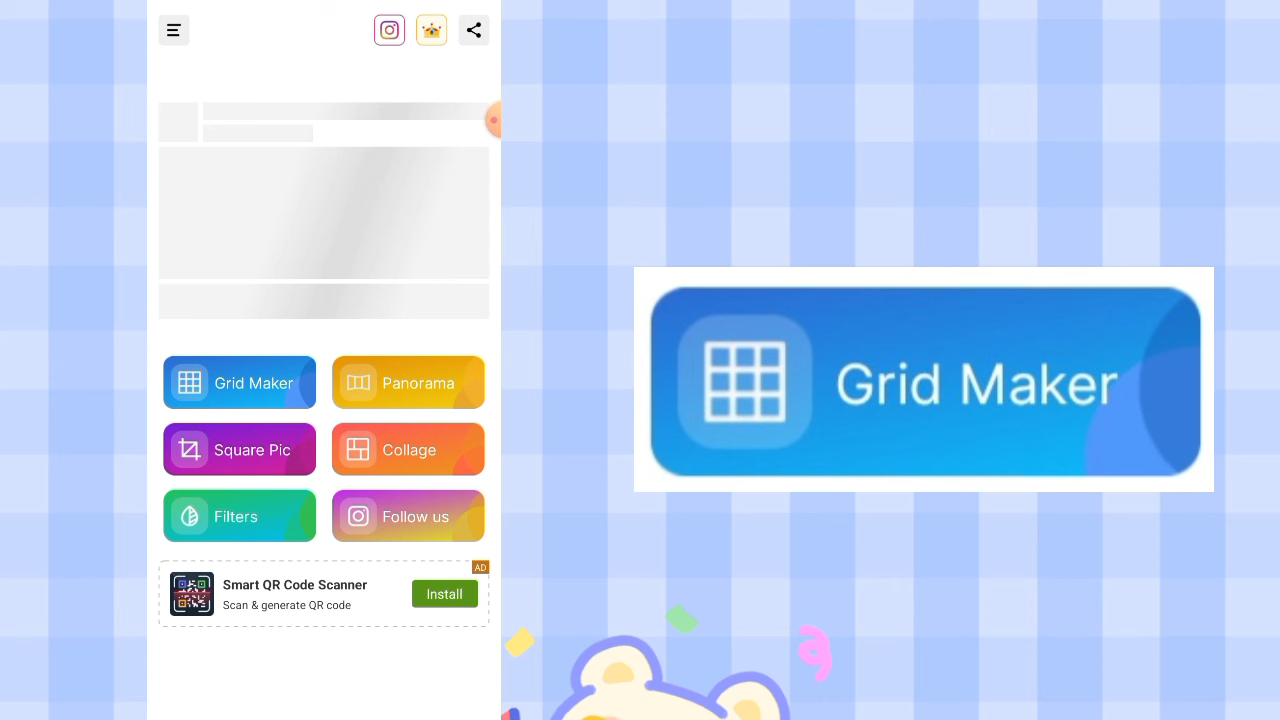 Grid Maker
Panorama
Square Pic
Collage
Filters
Follow us
AD
Smart QR Code Scanner
Scan & generate QR code
Install
Grid Maker